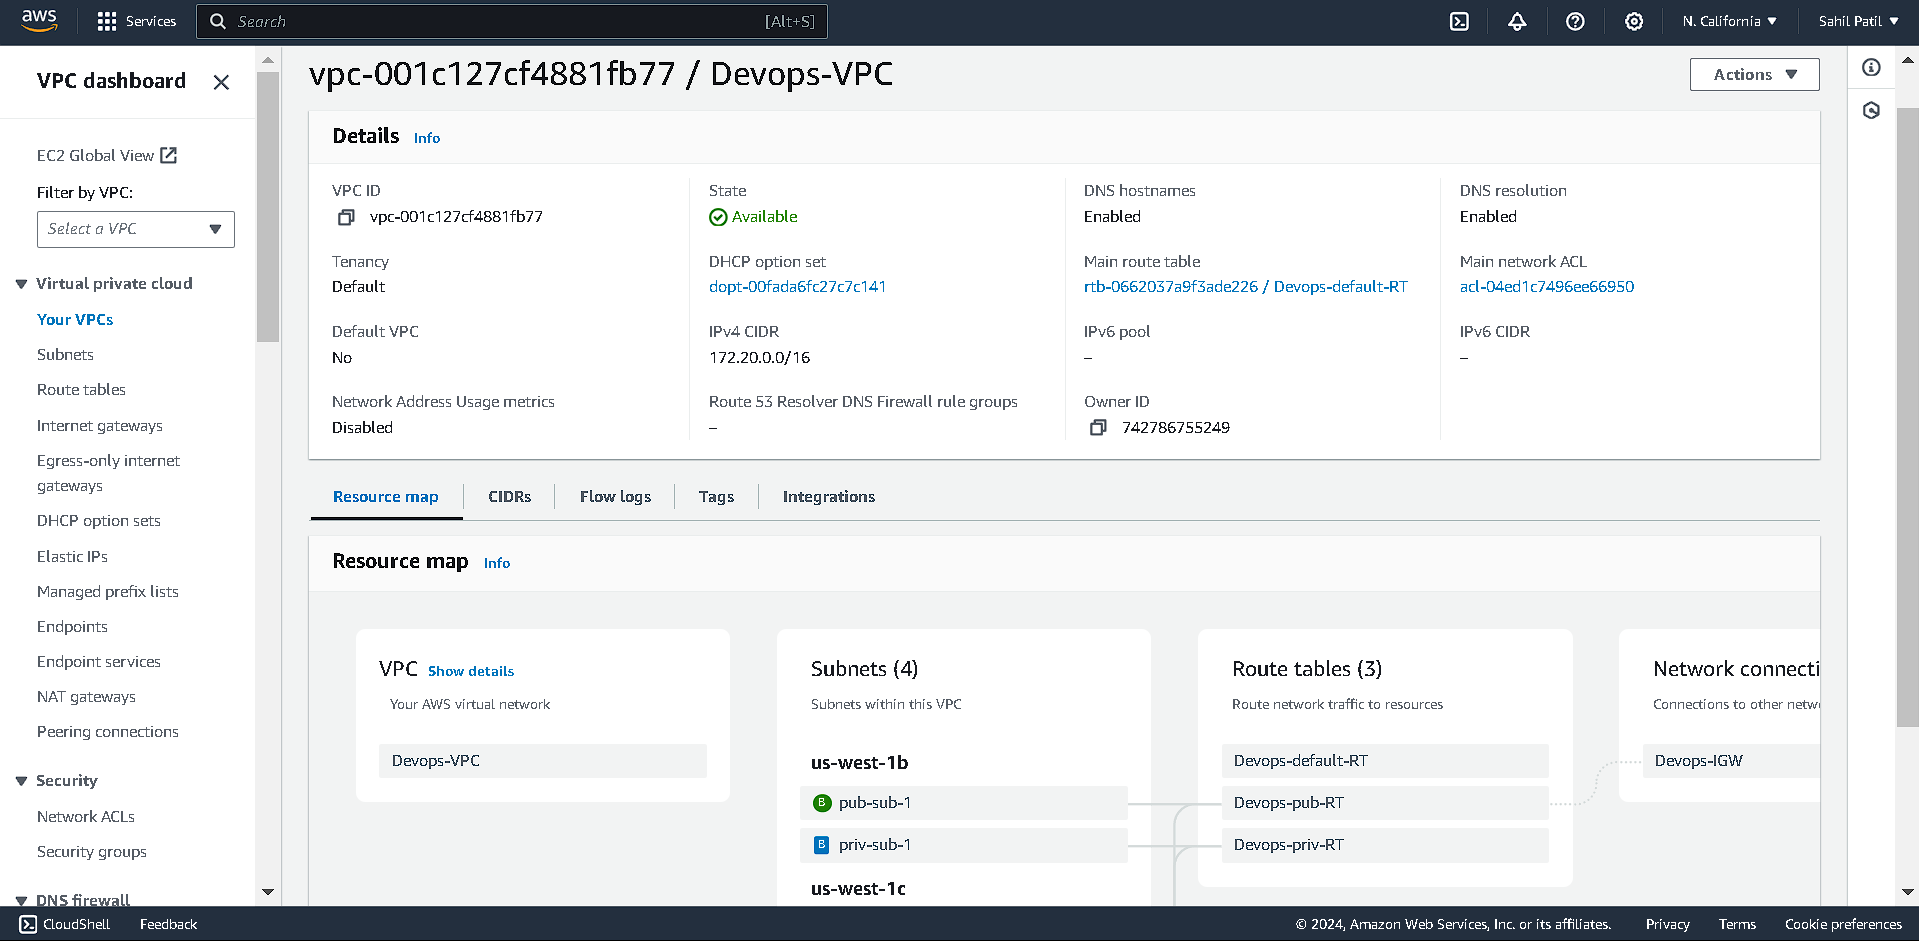 aws
Services
Search
[Alt+S]
N. California
Sahil Patil
VPC dashboard
EC2 Global View
Filter by VPC:
Select a VPC
Virtual private cloud
Your VPCs
Subnets
Route tables
Internet gateways
Egress-only internet
gateways
DHCP option sets
Elastic IPs
Managed prefix lists
Endpoints
Endpoint services
NAT gateways
Peering connections
Security
Network ACLs
Security groups
DNS firewall
vpc-001c127cf4881fb77 / Devops-VPC
Actions
Details Info
VPC ID
vpc-001c127cf4881fb77
State
Available
DNS hostnames
Enabled
DNS resolution
Enabled
Tenancy
Default
DHCP option set
dopt-00fada6fc27c7c141
Main route table
rtb-0662037a9f3ade226 / Devops-default-RT
Main network ACL
acl-04ed1c7496ee66950
Default VPC
No
IPv4 CIDR
172.20.0.0/16
IPv6 pool
–
IPv6 CIDR
–
Network Address Usage metrics
Disabled
Route 53 Resolver DNS Firewall rule groups
–
Owner ID
742786755249
Resource map
CIDRs
Flow logs
Tags
Integrations
Resource map Info
VPC Show details
Your AWS virtual network
Devops-VPC
Subnets (4)
Subnets within this VPC
us-west-1b
B pub-sub-1
B priv-sub-1
us-west-1c
Route tables (3)
Route network traffic to resources
Devops-default-RT
Devops-pub-RT
Devops-priv-RT
Network connecti
Connections to other netw
Devops-IGW
CloudShell
Feedback
© 2024, Amazon Web Services, Inc. or its affiliates.
Privacy
Terms
Cookie preferences